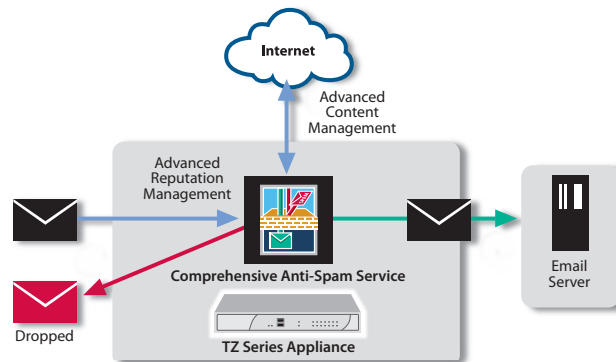 Internet
Advanced
Content
Management
Advanced
Reputation
Management
Comprehensive Anti-Spam Service
Email
Server
Dropped
TZ Series Appliance